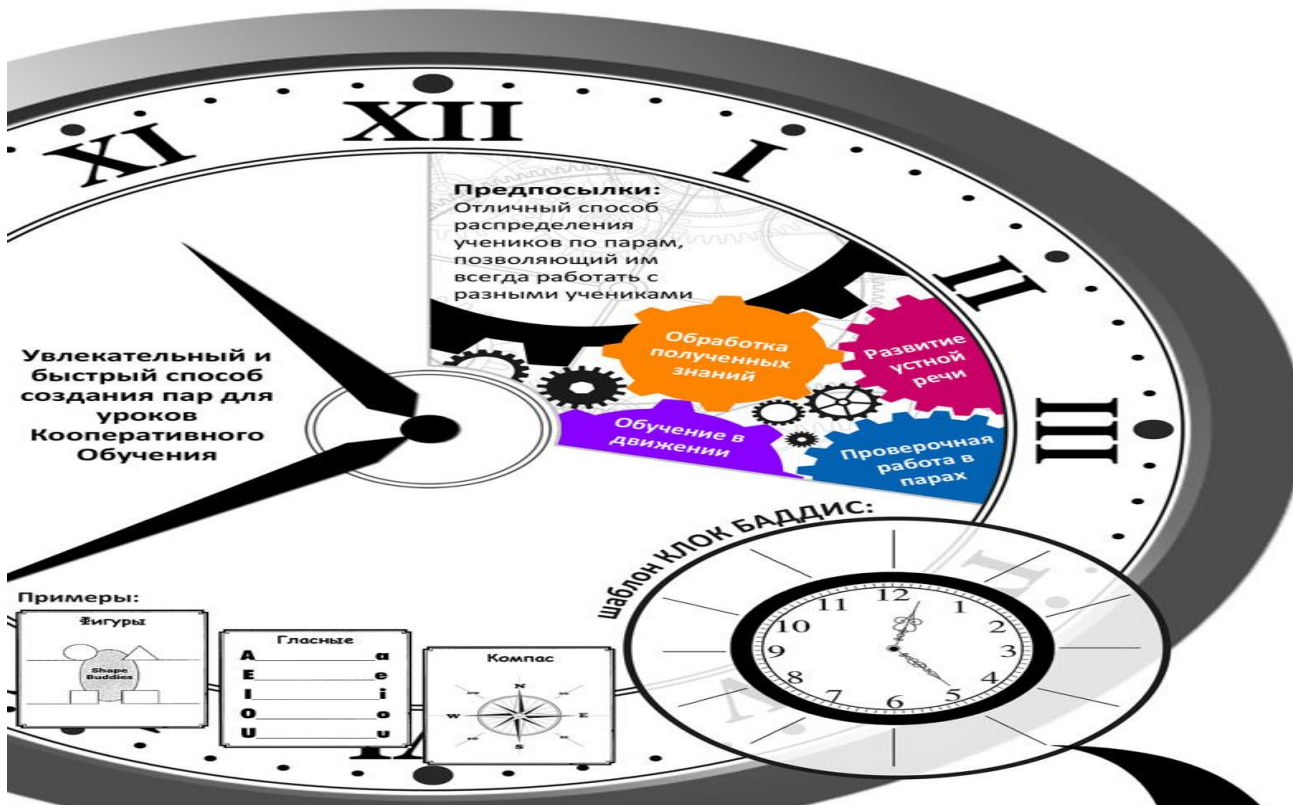 XI
XII
I
II
III
Предпосылки:
Отличный способ
распределения
учеников по парам,
позволяющий им
всегда работать с
разными учениками
Обработка
полученных
знаний
Развитие
устной
речи
Обучение в
движении
Проверочная
работа в
парах
Увлекательный и
быстрый способ
создания пар для
уроков
Кооперативного
Обучения
шаблон КЛОК БАДДИС:
12
1
2
3
4
5
6
7
8
9
10
11
Примеры:
Фигуры
Shape
Buddies
Гласные
A a
E e
I i
O o
U u
Компас
N
W E
S